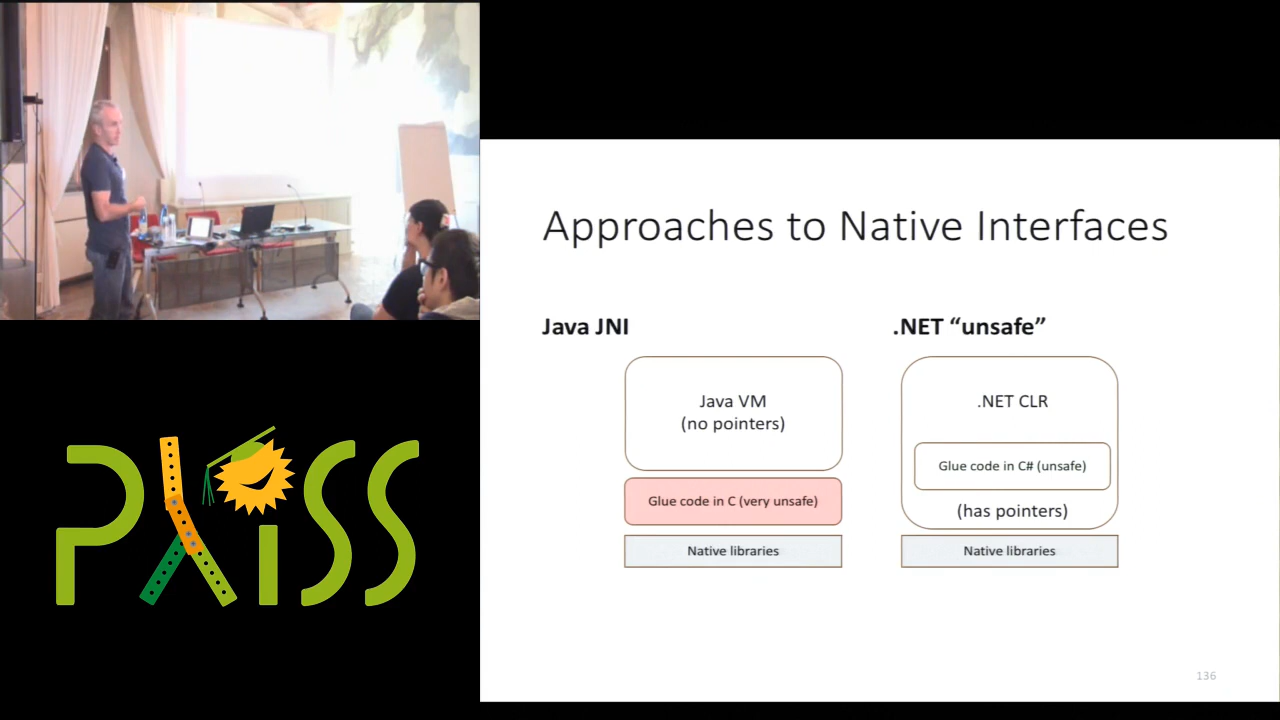 Approaches to Native Interfaces
Java JNI
Java VM
(no pointers)
Glue code in C (very unsafe)
Native libraries
.NET “unsafe”
.NET CLR
Glue code in C# (unsafe)
(has pointers)
Native libraries
136
PLISS